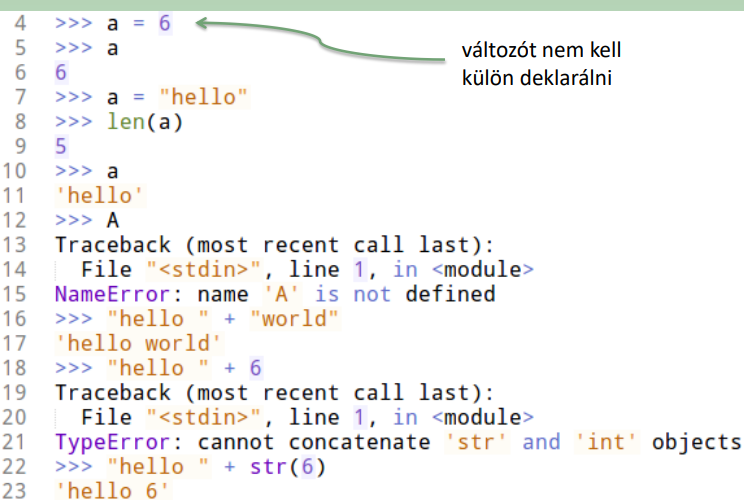 4 >>> a = 6
5 >>> a
6 6
7 >>> a = "hello"
8 >>> len(a)
9 5
10 >>> a
11 'hello'
12 >>> A
13 Traceback (most recent call last):
14   File "<stdin>", line 1, in <module>
15 NameError: name 'A' is not defined
16 >>> "hello " + "world"
17 'hello world'
18 >>> "hello " + 6
19 Traceback (most recent call last):
20   File "<stdin>", line 1, in <module>
21 TypeError: cannot concatenate 'str' and 'int' objects
22 >>> "hello " + str(6)
23 'hello 6'
változót nem kell
külön deklarálni